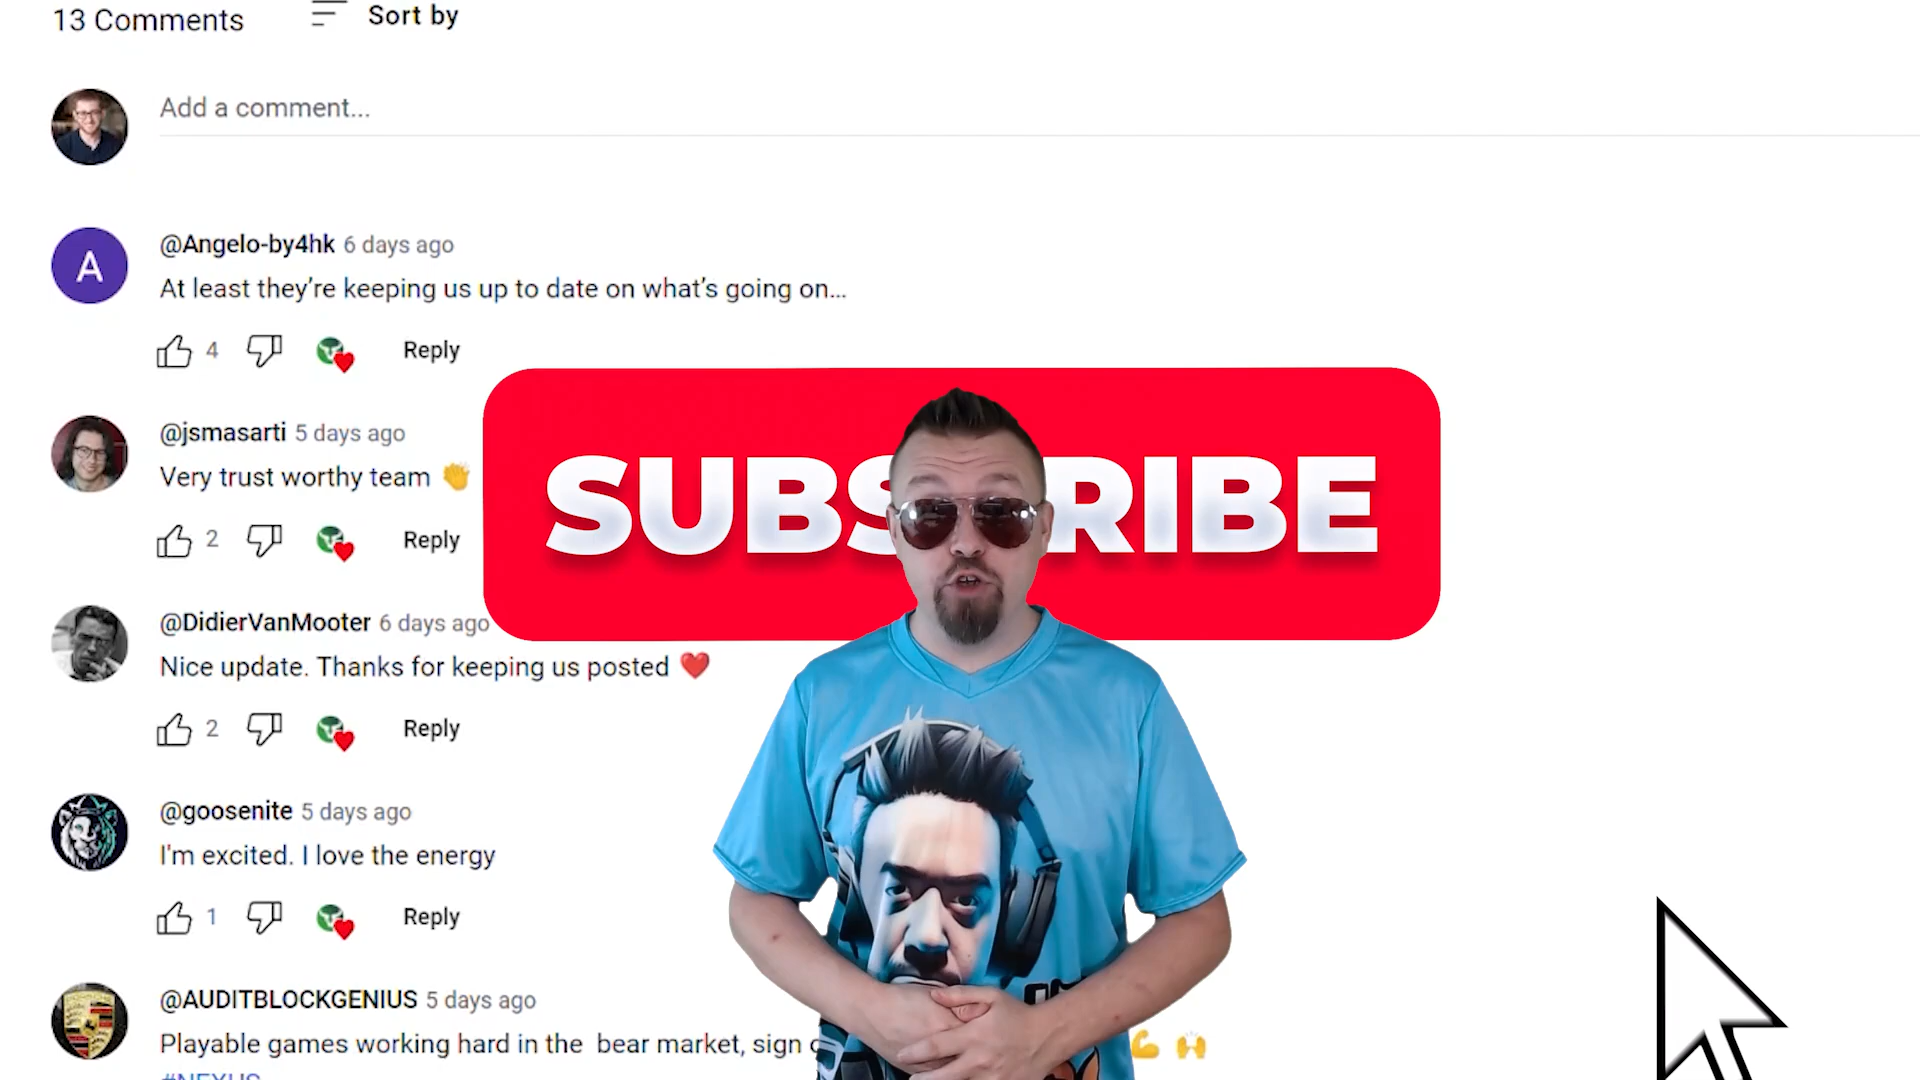 13 Comments
Sort by
Add a comment...
@Angelo-by4hk 6 days ago
At least they're keeping us up to date on what's going on...
4
Reply
@jsmasarti 5 days ago
Very trust worthy team 👏
2
Reply
SUBS RIBE
@DidierVanMooter 6 days ago
Nice update. Thanks for keeping us posted ❤️
2
Reply
@goosenite 5 days ago
I'm excited. I love the energy
1
Reply
@AUDITBLOCKGENIUS 5 days ago
Playable games working hard in the bear market, sign 💪 🙌
#NEXUS
A